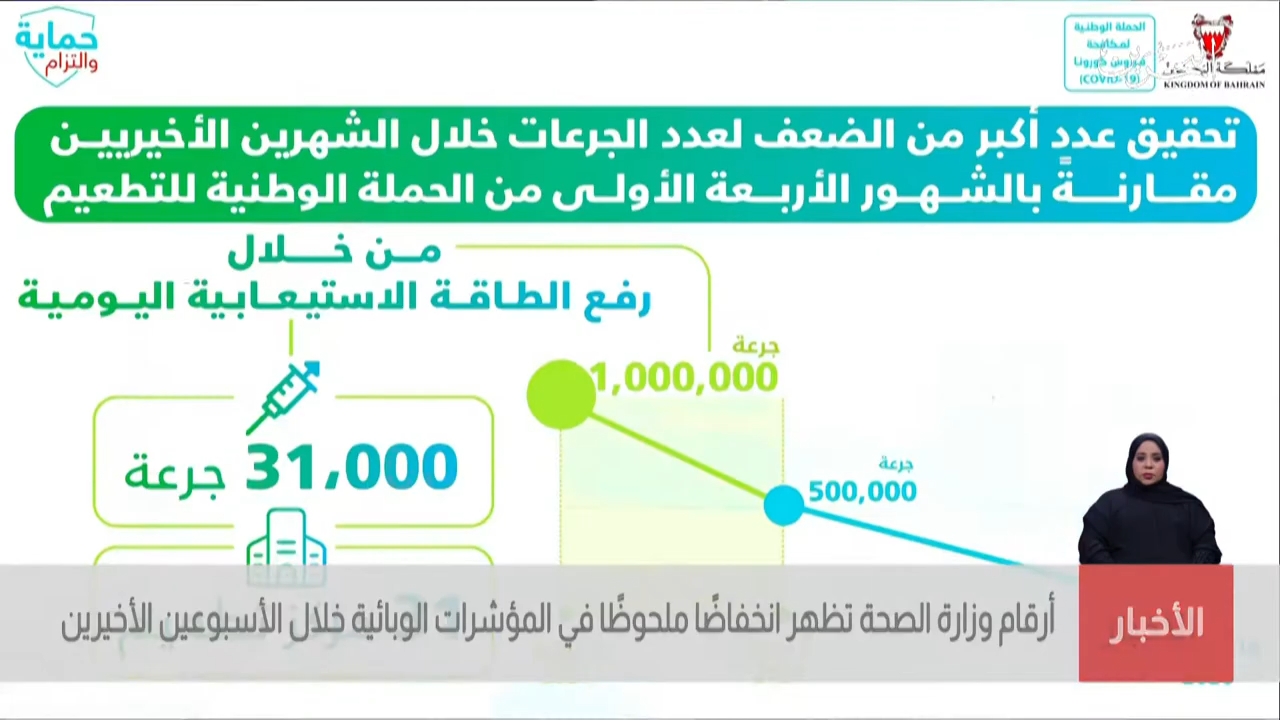 حماية
والتزام
الحملة الوطنية
لمكافحة
فيروس كورونا
(COVID-19)
مملكة البحرين
KINGDOM OF BAHRAIN
تحقيق عددٍ أكبر من الضعف لعدد الجرعات خلال الشهرين الأخيريين
مقارنةً بالشهور الأربعة الأولى من الحملة الوطنية للتطعيم
من خلال
رفع الطاقة الاستيعابية اليومية
جرعة
1,000,000
31,000 جرعة
جرعة
500,000
الأخبار
أرقام وزارة الصحة تظهر انخفاضًا ملحوظًا في المؤشرات الوبائية خلال الأسبوعين الأخيرين